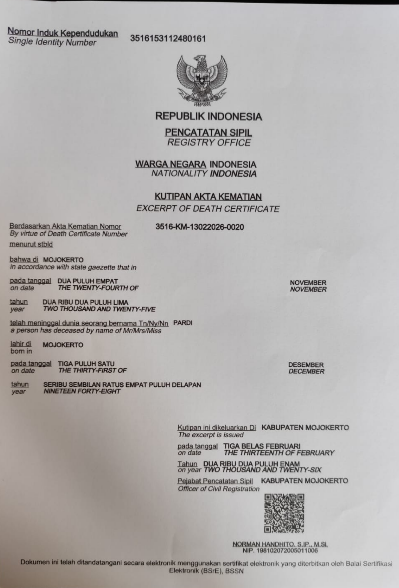 Nomor Induk Kependudukan 3516153112480161
Single Identity Number
REPUBLIK INDONESIA
PENCATATAN SIPIL
REGISTRY OFFICE
WARGA NEGARA INDONESIA
NATIONALITY INDONESIA
KUTIPAN AKTA KEMATIAN
EXCERPT OF DEATH CERTIFICATE
Berdasarkan Akta Kematian Nomor 3516-KM-13022026-0020
By virtue of Death Certificate Number
menurut stbld
bahwa di MOJOKERTO
in accordance with state gaezette that in
pada tanggal DUA PULUH EMPAT NOVEMBER
on date THE TWENTY-FOURTH OF NOVEMBER
tahun DUA RIBU DUA PULUH LIMA
year TWO THOUSAND AND TWENTY-FIVE
telah meninggal dunia seorang bernama Tn/Ny/Nn PARDI
a person has deceased by name of Mr/Mrs/Miss
lahir di MOJOKERTO
born in
pada tanggal TIGA PULUH SATU DESEMBER
on date THE THIRTY-FIRST OF DECEMBER
tahun SERIBU SEMBILAN RATUS EMPAT PULUH DELAPAN
year NINETEEN FORTY-EIGHT
Kutipan ini dikeluarkan Di KABUPATEN MOJOKERTO
The excerpt is issued
pada tanggal TIGA BELAS FEBRUARI
on date THE THIRTEENTH OF FEBRUARY
Tahun DUA RIBU DUA PULUH ENAM
on year TWO THOUSAND AND TWENTY-SIX
Pejabat Pencatatan Sipil KABUPATEN MOJOKERTO
Officer of Civil Registration
NORMAN HANDHITO, S.IP., M.SI.
NIP. 198102072005011006
Dokumen ini telah ditandatangani secara elektronik menggunakan sertifikat elektronik yang diterbitkan oleh Balai Sertifikasi
Elektronik (BSrE), BSSN